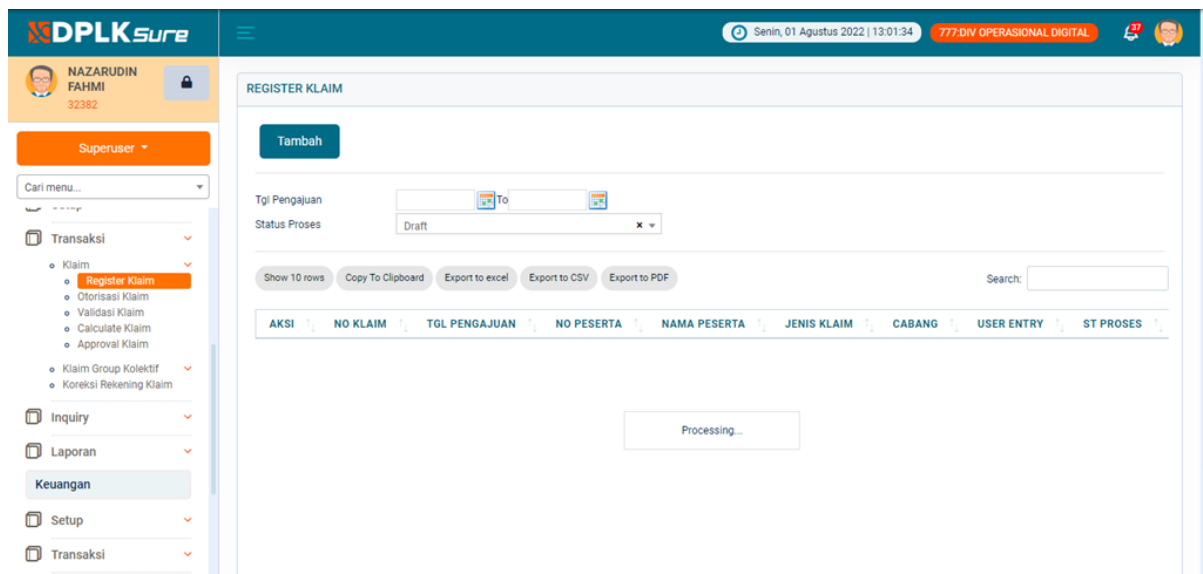 DPLK Sure
Senin, 01 Agustus 2022 | 13:01:34
777:DIV OPERASIONAL DIGITAL
37
NAZARUDIN
FAHMI
32382
Superuser
Cari menu...
Transaksi
Klaim
Register Klaim
Otorisasi Klaim
Validasi Klaim
Calculate Klaim
Approval Klaim
Klaim Group Kolektif
Koreksi Rekening Klaim
Inquiry
Laporan
Keuangan
Setup
Transaksi
REGISTER KLAIM
Tambah
Tgl Pengajuan To
Status Proses Draft x
Show 10 rows Copy To Clipboard Export to excel Export to CSV Export to PDF Search:
AKSI NO KLAIM TGL PENGAJUAN NO PESERTA NAMA PESERTA JENIS KLAIM CABANG USER ENTRY ST PROSES
Processing...